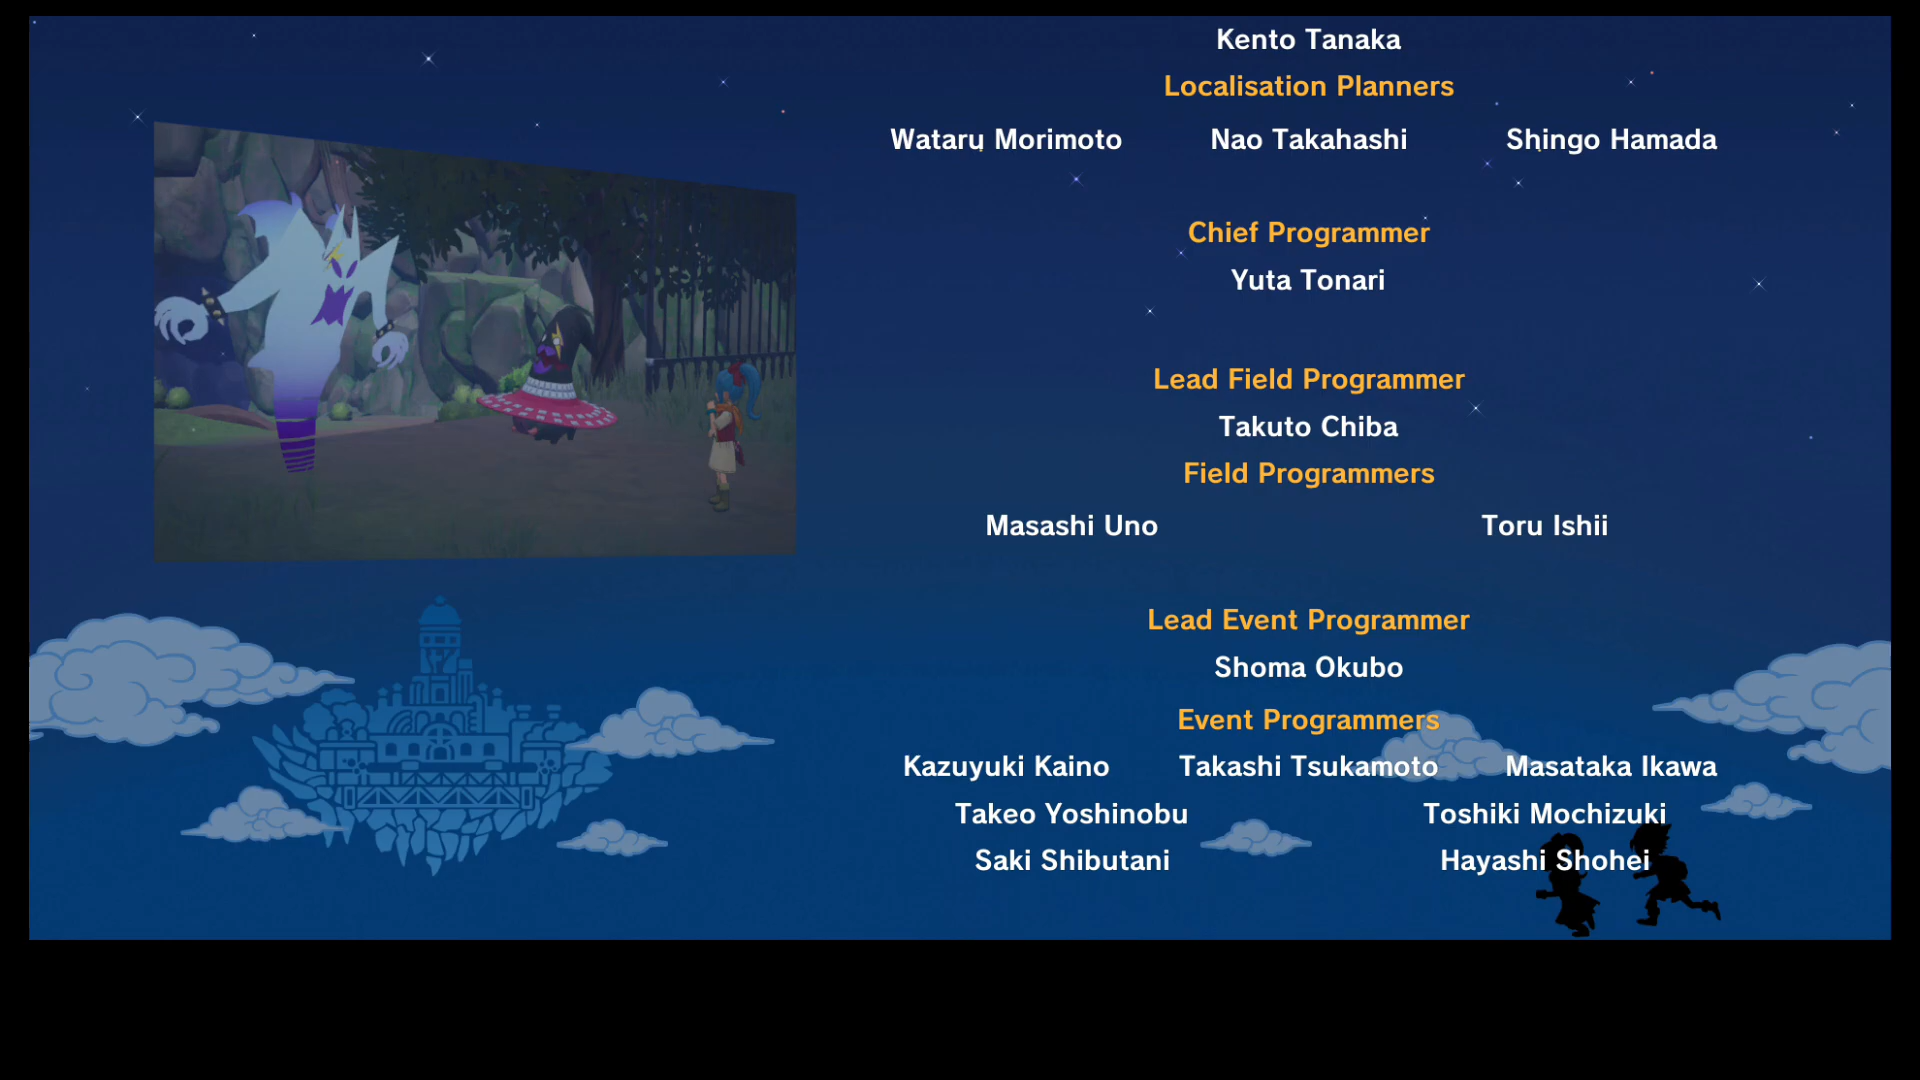 Kento Tanaka
Localisation Planners
Wataru Morimoto Nao Takahashi Shingo Hamada
Chief Programmer
Yuta Tonari
Lead Field Programmer
Takuto Chiba
Field Programmers
Masashi Uno Toru Ishii
Lead Event Programmer
Shoma Okubo
Event Programmers
Kazuyuki Kaino Takashi Tsukamoto Masataka Ikawa
Takeo Yoshinobu Toshiki Mochizuki
Saki Shibutani Hayashi Shohei